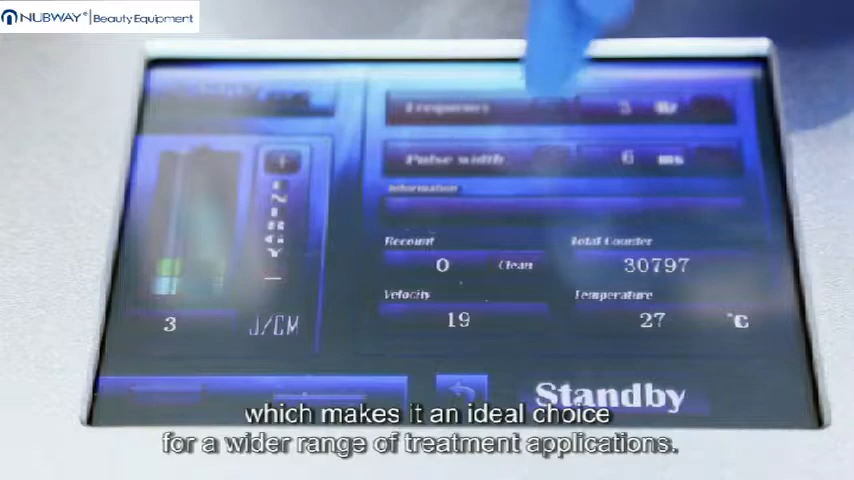 NUBWAY® | Beauty Equipment
Frequency 3 Hz
Pulse width 6 ms
Information
+
ENERGY
−
3 J/CM
Recount
0 Clean
Total Counter
30797
Velocity
19
Temperature
27 °C
Standby
which makes it an ideal choice
for a wider range of treatment applications.